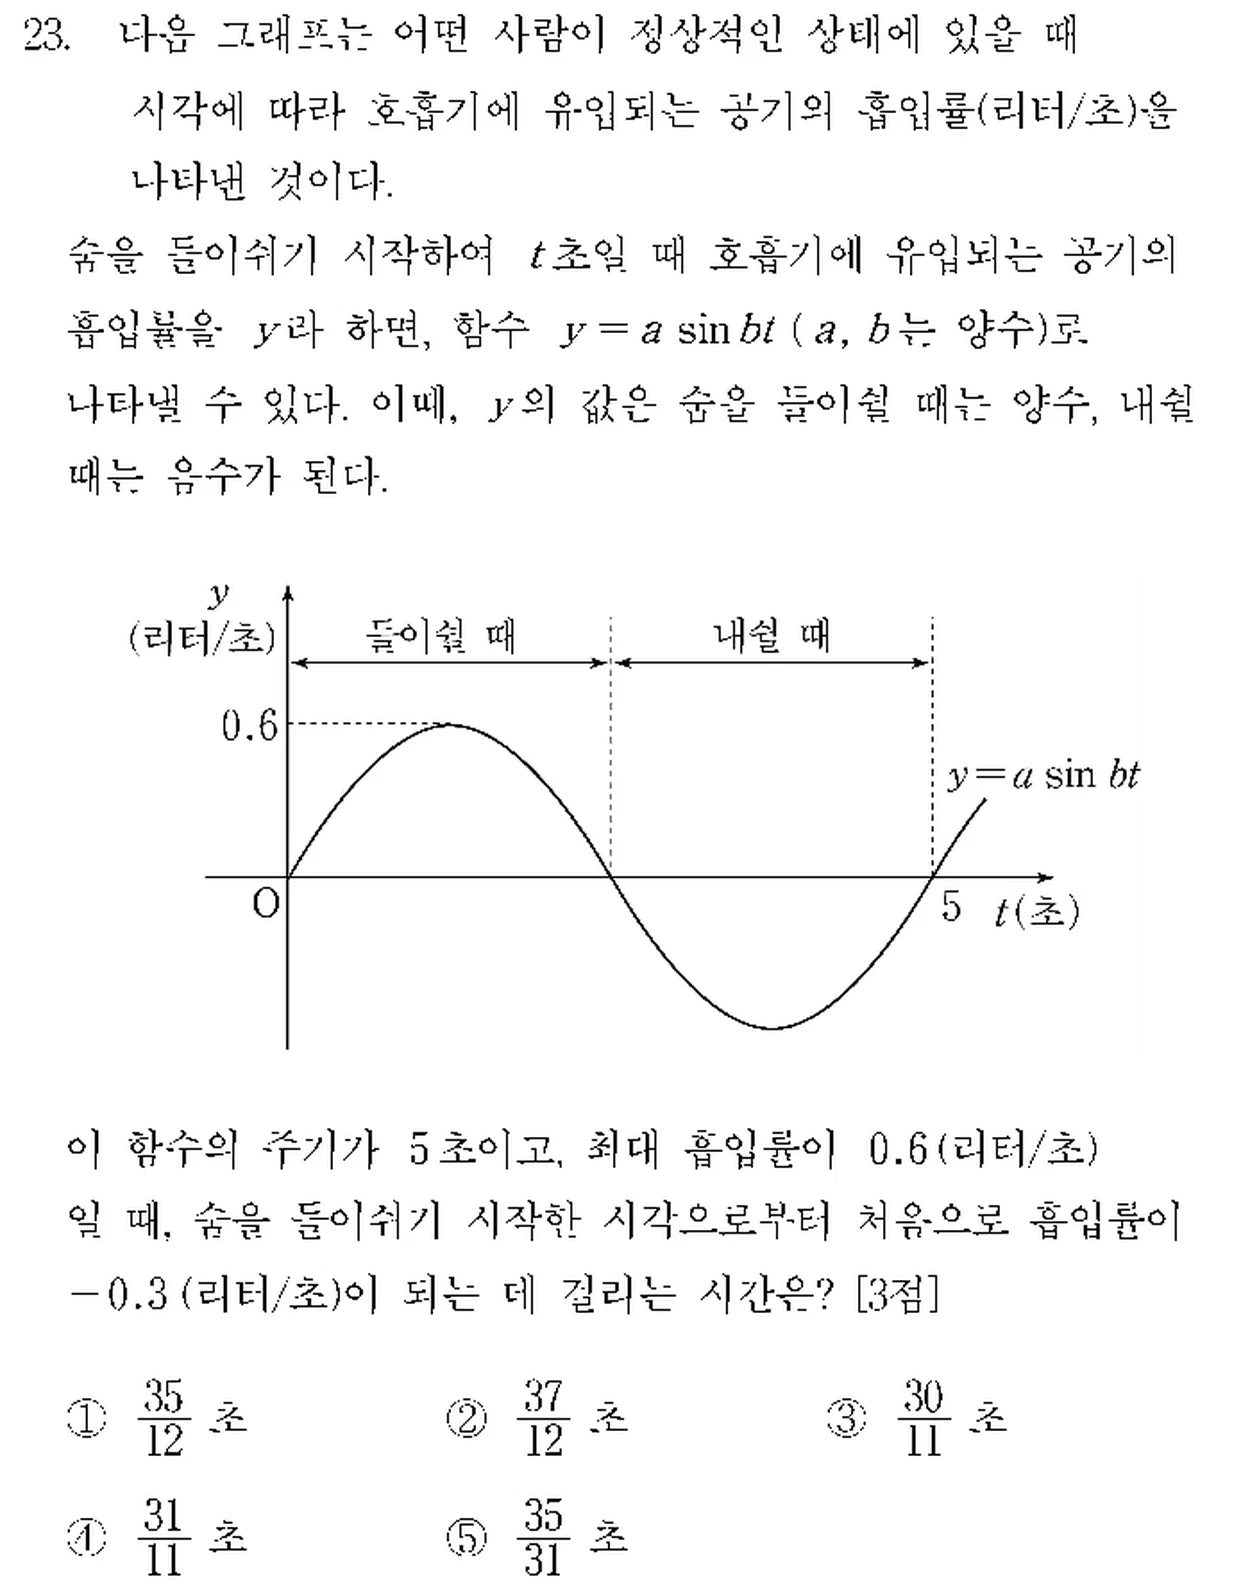 23. 다음 그래프는 어떤 사람이 정상적인 상태에 있을 때
시각에 따라 호흡기에 유입되는 공기의 흡입률(리터/초)을
나타낸 것이다.
숨을 들이쉬기 시작하여 t초일 때 호흡기에 유입되는 공기의
흡입률을 y라 하면, 함수 y = a sin bt ( a, b는 양수)로
나타낼 수 있다. 이때, y의 값은 숨을 들이쉴 때는 양수, 내쉴
때는 음수가 된다.
y
(리터/초)
들이쉴 때 내쉴 때
0.6
y = a sin bt
O 5 t(초)
이 함수의 주기가 5초이고, 최대 흡입률이 0.6(리터/초)
일 때, 숨을 들이쉬기 시작한 시각으로부터 처음으로 흡입률이
−0.3 (리터/초)이 되는 데 걸리는 시간은? [3점]
① 35/12 초 ② 37/12 초 ③ 30/11 초
④ 31/11 초 ⑤ 35/31 초